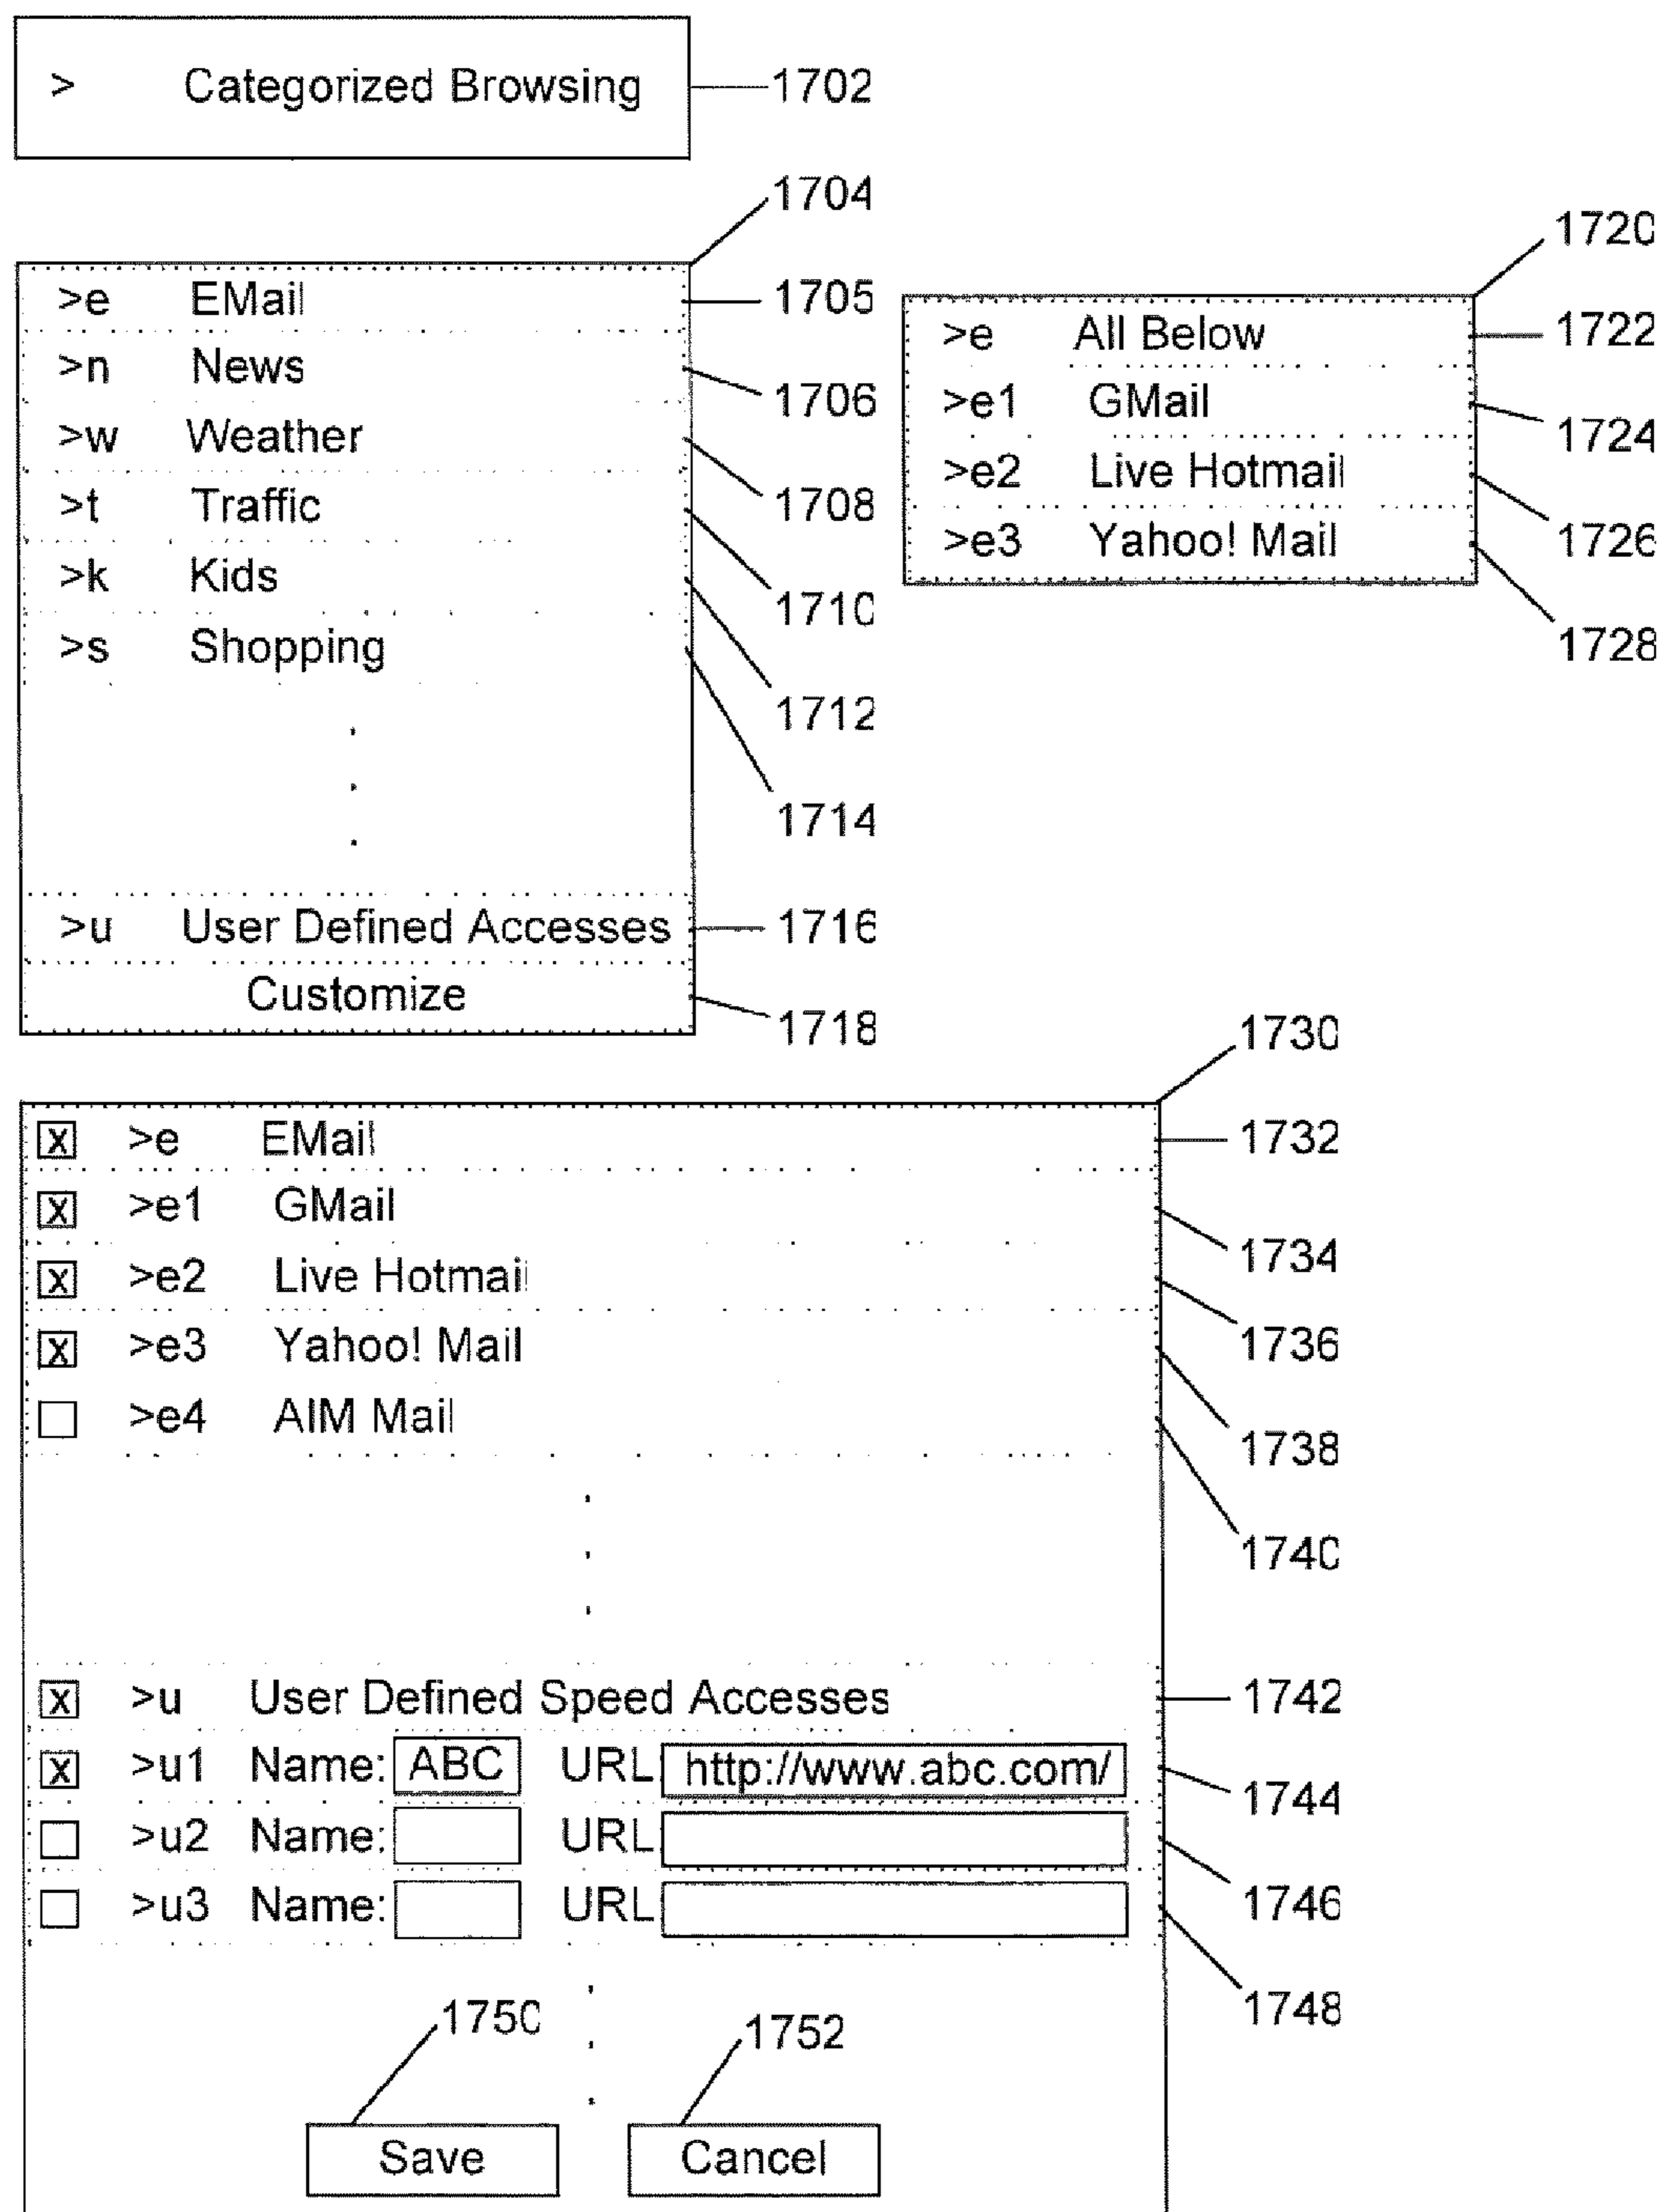 > Categorized Browsing 1702
1704
>e EMail 1705
>n News 1706
>w Weather 1708
>t Traffic 1710
>k Kids 1712
>s Shopping 1714
>u User Defined Accesses 1716
Customize 1718
1720
>e All Below 1722
>e1 GMail 1724
>e2 Live Hotmail 1726
>e3 Yahoo! Mail 1728
1730
X >e EMail 1732
X >e1 GMail 1734
X >e2 Live Hotmail 1736
X >e3 Yahoo! Mail 1738
>e4 AIM Mail 1740
X >u User Defined Speed Accesses 1742
X >u1 Name: ABC URL http://www.abc.com/ 1744
>u2 Name: URL 1746
>u3 Name: URL 1748
1750 1752
Save Cancel